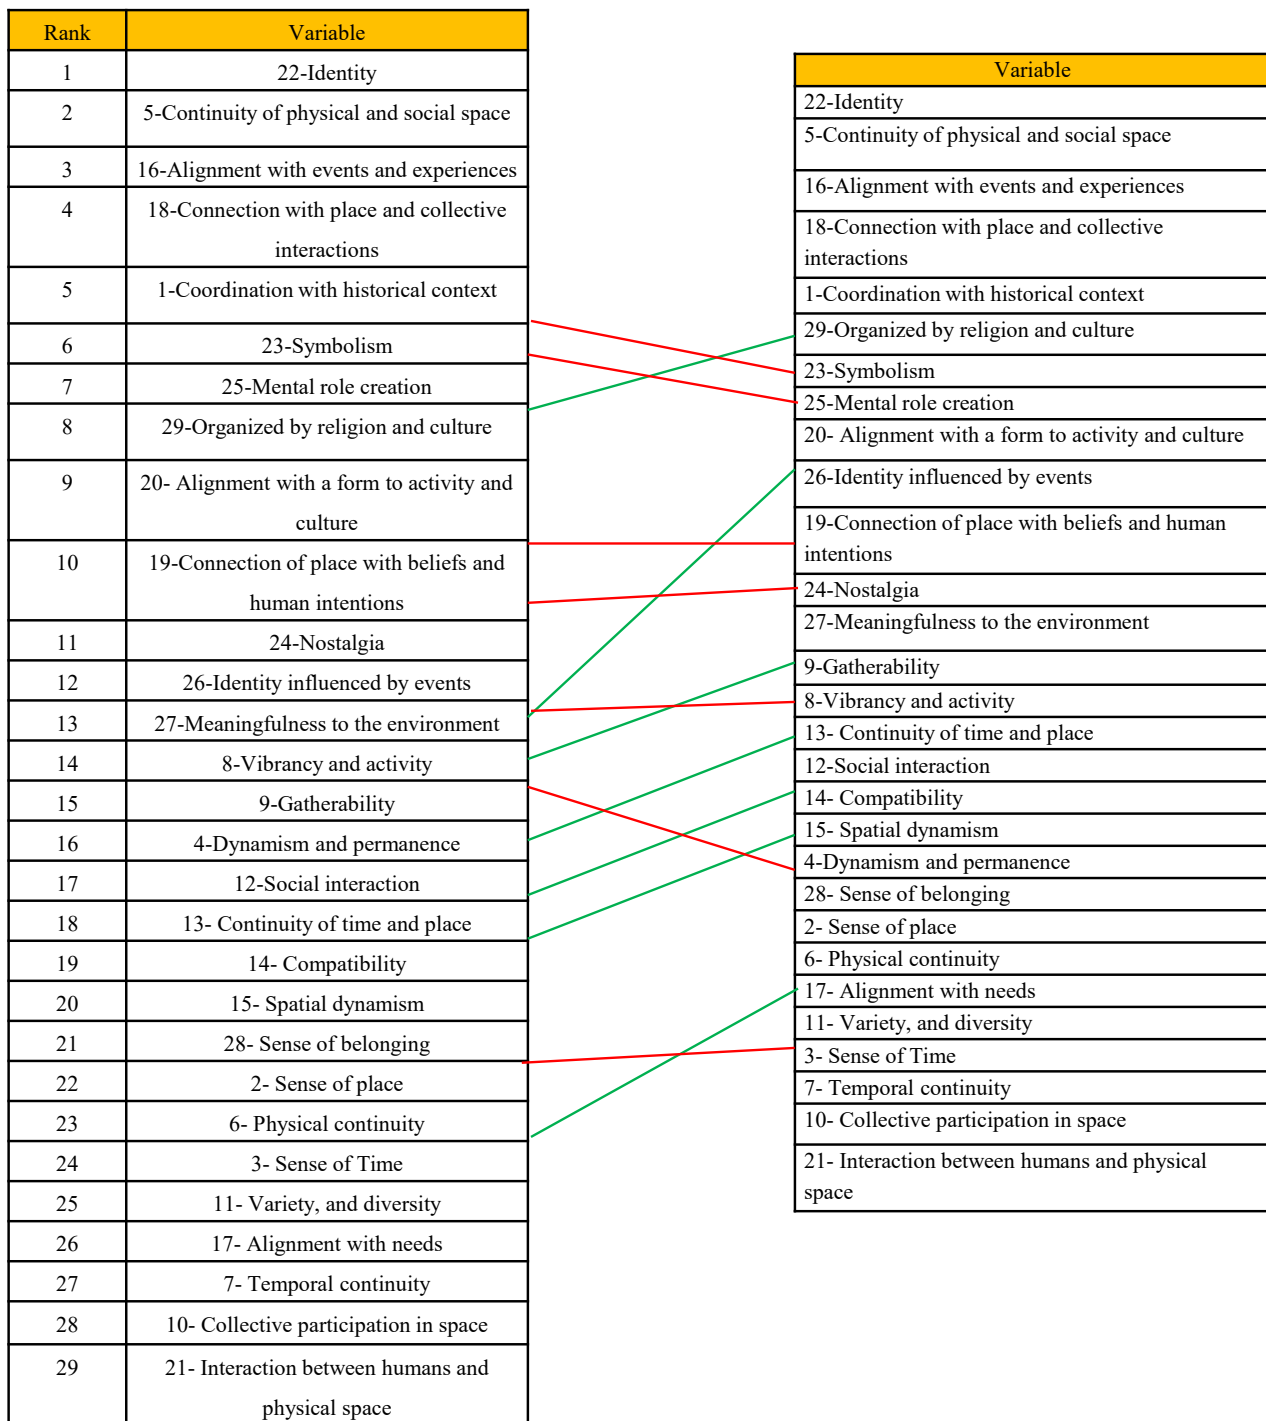 Rank Variable
1 22-Identity
2 5-Continuity of physical and social space
3 16-Alignment with events and experiences
4 18-Connection with place and collective
interactions
5 1-Coordination with historical context
6 23-Symbolism
7 25-Mental role creation
8 29-Organized by religion and culture
9 20- Alignment with a form to activity and
culture
10 19-Connection of place with beliefs and
human intentions
11 24-Nostalgia
12 26-Identity influenced by events
13 27-Meaningfulness to the environment
14 8-Vibrancy and activity
15 9-Gatherability
16 4-Dynamism and permanence
17 12-Social interaction
18 13- Continuity of time and place
19 14- Compatibility
20 15- Spatial dynamism
21 28- Sense of belonging
22 2- Sense of place
23 6- Physical continuity
24 3- Sense of Time
25 11- Variety, and diversity
26 17- Alignment with needs
27 7- Temporal continuity
28 10- Collective participation in space
29 21- Interaction between humans and
physical space
Variable
22-Identity
5-Continuity of physical and social space
16-Alignment with events and experiences
18-Connection with place and collective
interactions
1-Coordination with historical context
29-Organized by religion and culture
23-Symbolism
25-Mental role creation
20- Alignment with a form to activity and culture
26-Identity influenced by events
19-Connection of place with beliefs and human
intentions
24-Nostalgia
27-Meaningfulness to the environment
9-Gatherability
8-Vibrancy and activity
13- Continuity of time and place
12-Social interaction
14- Compatibility
15- Spatial dynamism
4-Dynamism and permanence
28- Sense of belonging
2- Sense of place
6- Physical continuity
17- Alignment with needs
11- Variety, and diversity
3- Sense of Time
7- Temporal continuity
10- Collective participation in space
21- Interaction between humans and physical
space